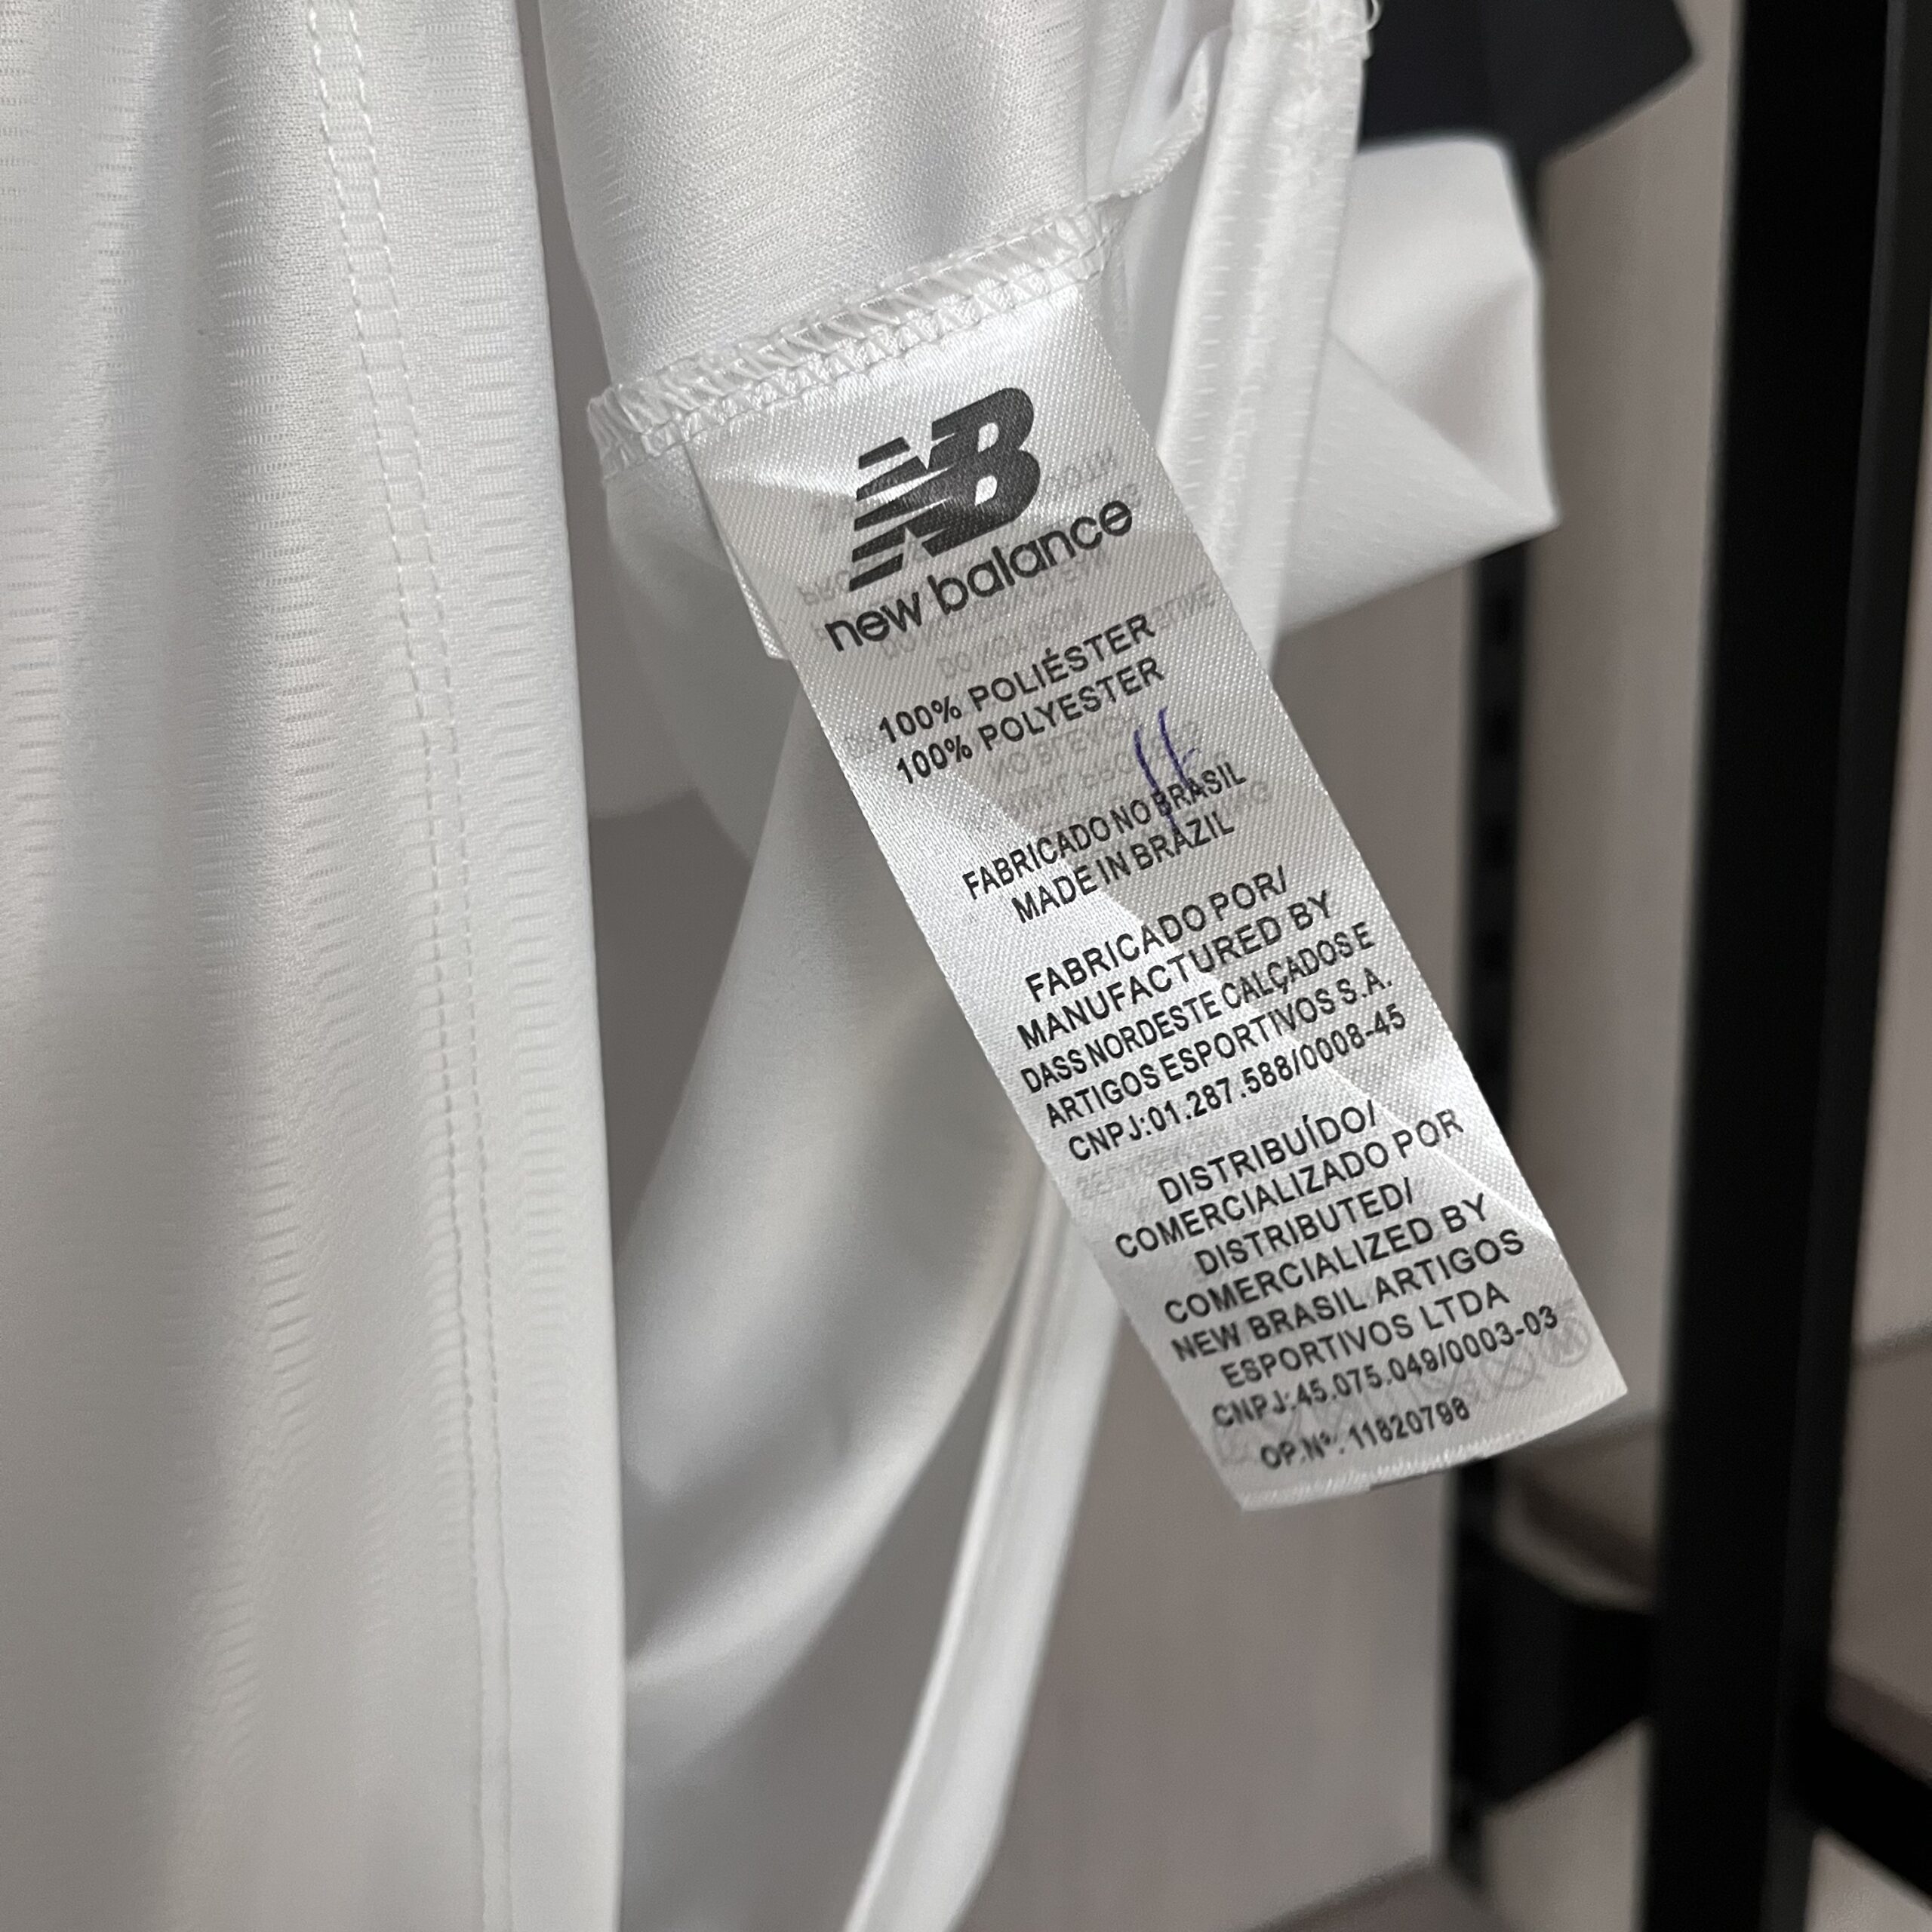 NB
new balance
100% POLIÉSTER
100% POLYESTER
FABRICADO NO BRASIL
MADE IN BRAZIL
FABRICADO POR/
MANUFACTURED BY
DASS NORDESTE CALÇADOS E
ARTIGOS ESPORTIVOS S.A.
CNPJ:01.287.588/0008-45
DISTRIBUÍDO/
COMERCIALIZADO POR
DISTRIBUTED/
COMERCIALIZED BY
NEW BRASIL ARTIGOS
ESPORTIVOS LTDA
CNPJ:45.075.049/0003-03
OP.Nº.:11820798